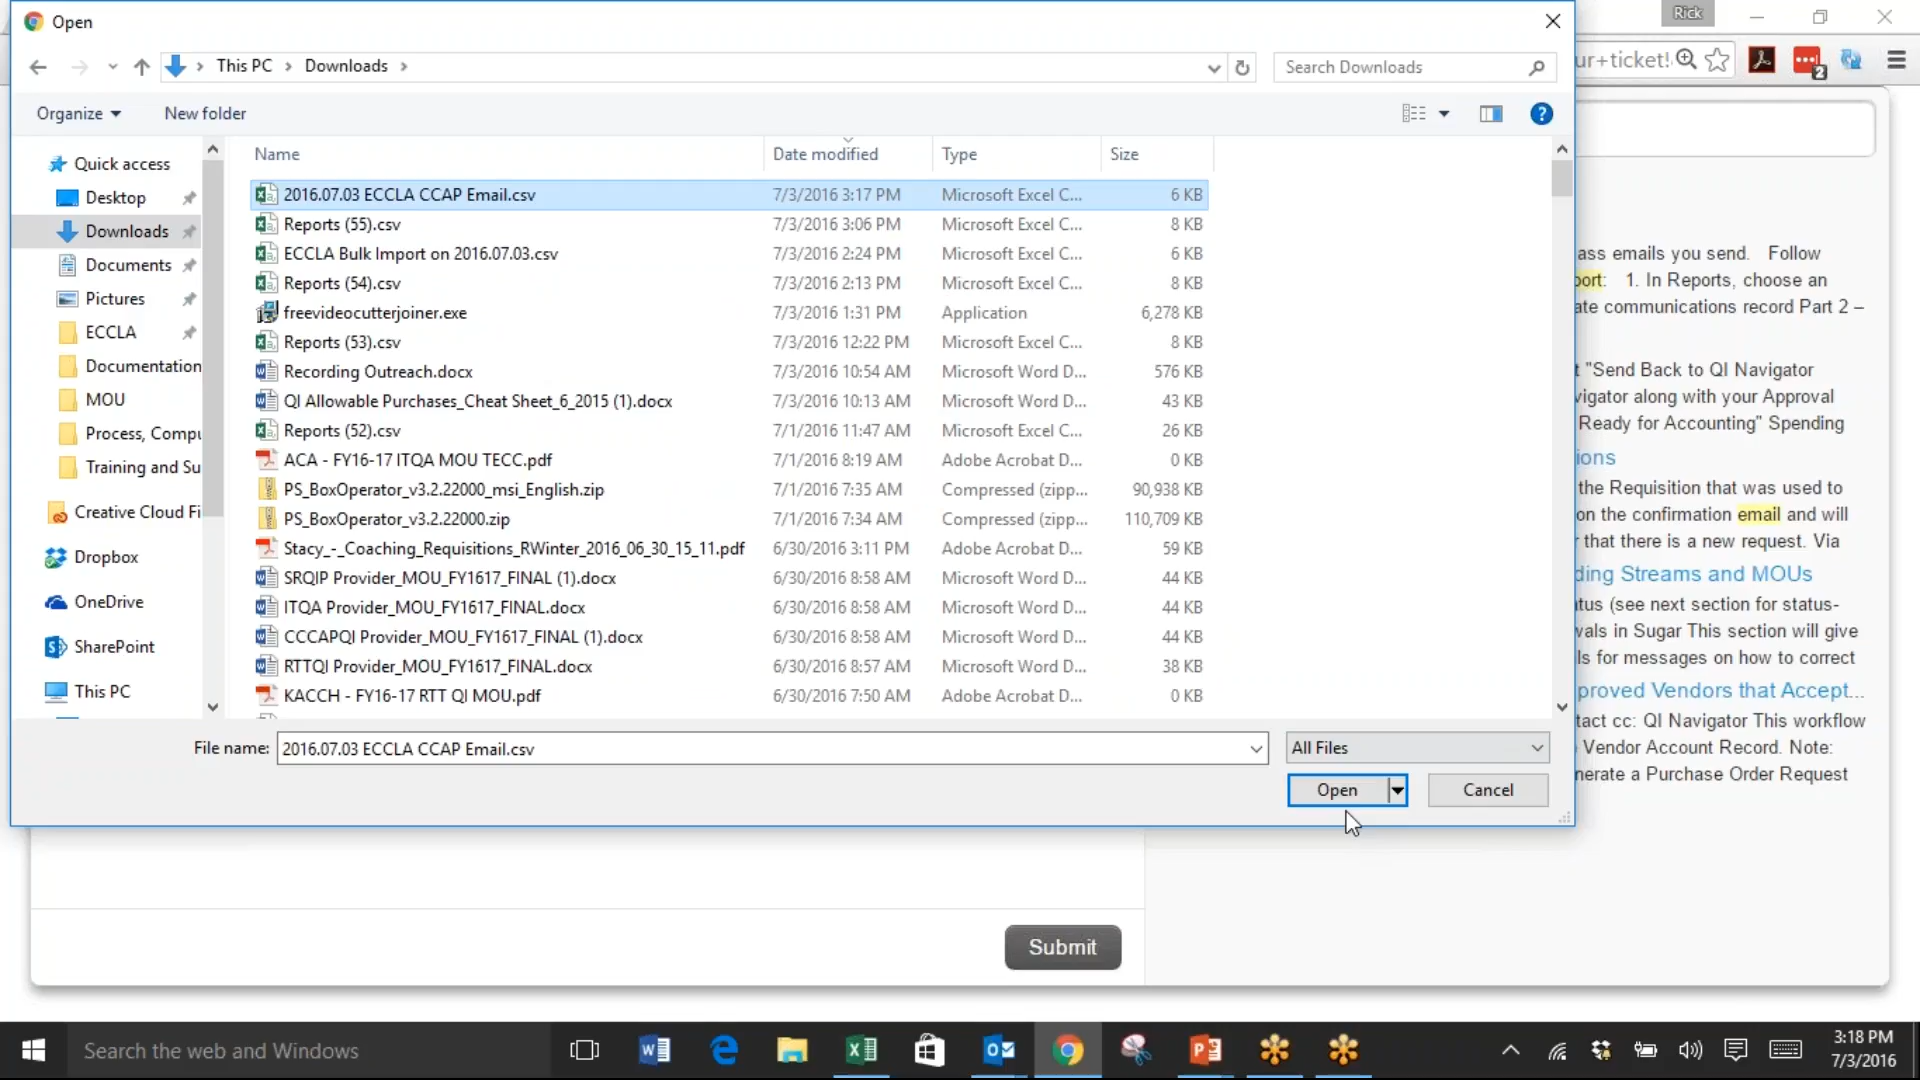 Open
Rick
This PC
Downloads
Search Downloads
ur+ticket!
2
Organize
New folder
?
Name
Date modified
Type
Size
Quick access
Desktop
Downloads
Documents
Pictures
ECCLA
Documentation
MOU
Process, Compu
Training and Su
Creative Cloud Fi
Dropbox
OneDrive
SharePoint
This PC
2016.07.03 ECCLA CCAP Email.csv 7/3/2016 3:17 PM Microsoft Excel C... 6 KB
Reports (55).csv 7/3/2016 3:06 PM Microsoft Excel C... 8 KB
ECCLA Bulk Import on 2016.07.03.csv 7/3/2016 2:24 PM Microsoft Excel C... 6 KB
Reports (54).csv 7/3/2016 2:13 PM Microsoft Excel C... 8 KB
freevideocutterjoiner.exe 7/3/2016 1:31 PM Application 6,278 KB
Reports (53).csv 7/3/2016 12:22 PM Microsoft Excel C... 8 KB
Recording Outreach.docx 7/3/2016 10:54 AM Microsoft Word D... 576 KB
QI Allowable Purchases_Cheat Sheet_6_2015 (1).docx 7/3/2016 10:13 AM Microsoft Word D... 43 KB
Reports (52).csv 7/1/2016 11:47 AM Microsoft Excel C... 26 KB
ACA - FY16-17 ITQA MOU TECC.pdf 7/1/2016 8:19 AM Adobe Acrobat D... 0 KB
PS_BoxOperator_v3.2.22000_msi_English.zip 7/1/2016 7:35 AM Compressed (zipp... 90,938 KB
PS_BoxOperator_v3.2.22000.zip 7/1/2016 7:34 AM Compressed (zipp... 110,709 KB
Stacy_-_Coaching_Requisitions_RWinter_2016_06_30_15_11.pdf 6/30/2016 3:11 PM Adobe Acrobat D... 59 KB
SRQIP Provider_MOU_FY1617_FINAL (1).docx 6/30/2016 8:58 AM Microsoft Word D... 44 KB
ITQA Provider_MOU_FY1617_FINAL.docx 6/30/2016 8:58 AM Microsoft Word D... 44 KB
CCCAPQI Provider_MOU_FY1617_FINAL (1).docx 6/30/2016 8:58 AM Microsoft Word D... 44 KB
RTTQI Provider_MOU_FY1617_FINAL.docx 6/30/2016 8:57 AM Microsoft Word D... 38 KB
KACCH - FY16-17 RTT QI MOU.pdf 6/30/2016 7:50 AM Adobe Acrobat D... 0 KB
File name: 2016.07.03 ECCLA CCAP Email.csv
All Files
Open
Cancel
ass emails you send. Follow
port: 1. In Reports, choose an
ate communications record Part 2 –
t "Send Back to QI Navigator
vigator along with your Approval
Ready for Accounting" Spending
ions
the Requisition that was used to
on the confirmation email and will
r that there is a new request. Via
ding Streams and MOUs
atus (see next section for status-
vals in Sugar This section will give
ls for messages on how to correct
proved Vendors that Accept...
tact cc: QI Navigator This workflow
Vendor Account Record. Note:
nerate a Purchase Order Request
Submit
Search the web and Windows
3:18 PM
7/3/2016